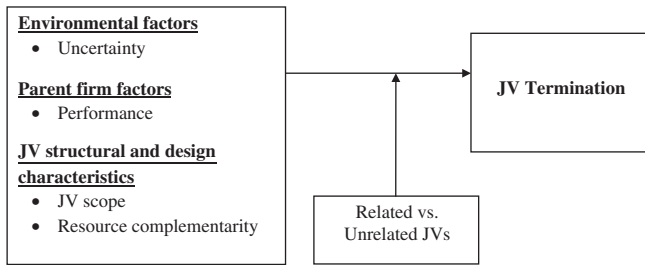 Environmental factors
• Uncertainty
Parent firm factors
• Performance
JV structural and design
characteristics
• JV scope
• Resource complementarity
JV Termination
Related vs.
Unrelated JVs